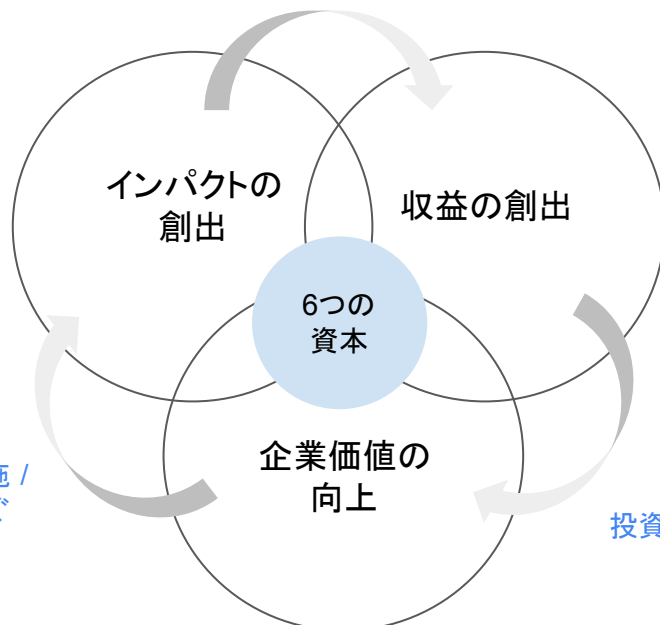 インパクトの
創出
収益の創出
6つの
資本
企業価値の
向上
施 /
投資